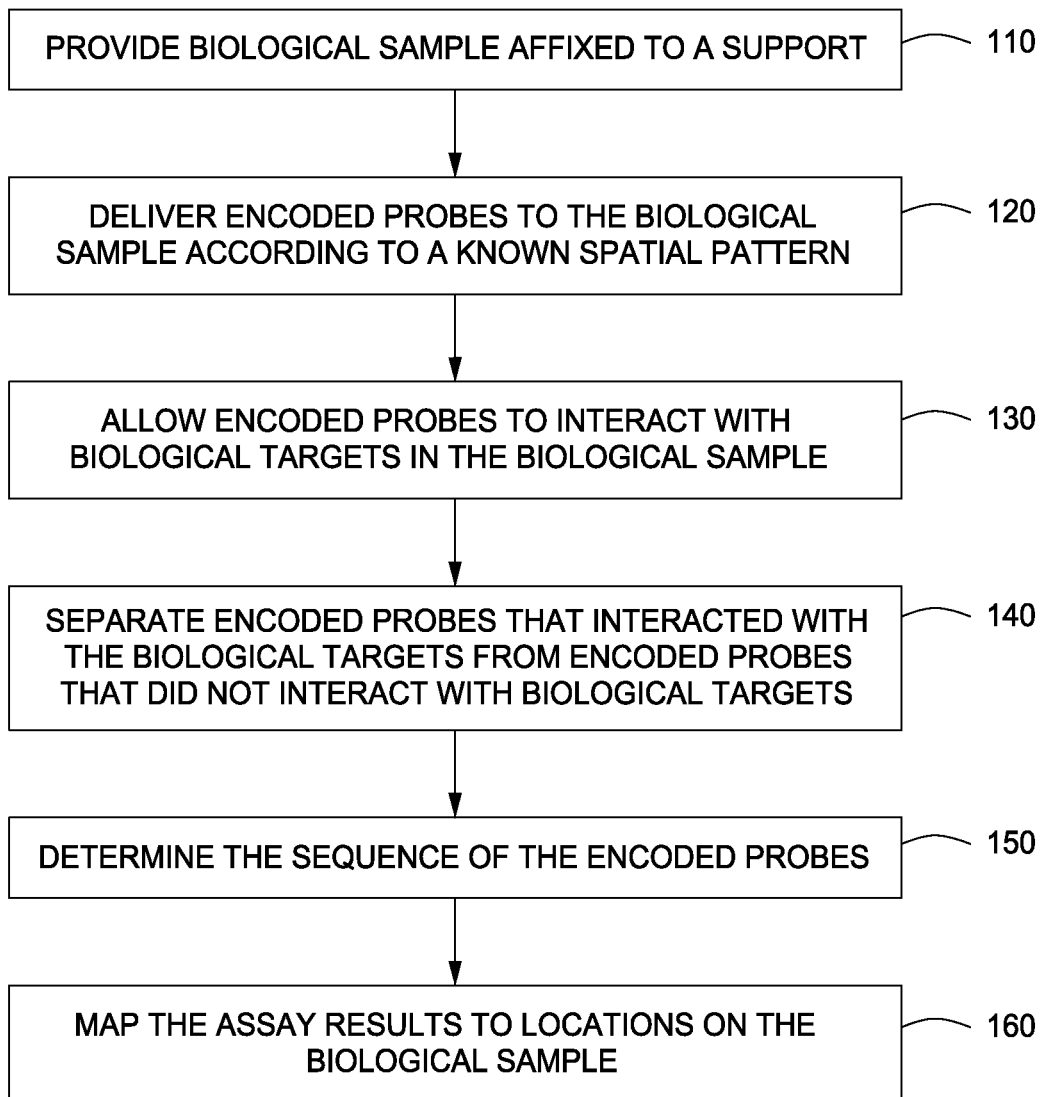 PROVIDE BIOLOGICAL SAMPLE AFFIXED TO A SUPPORT
110
DELIVER ENCODED PROBES TO THE BIOLOGICAL
SAMPLE ACCORDING TO A KNOWN SPATIAL PATTERN
120
ALLOW ENCODED PROBES TO INTERACT WITH
BIOLOGICAL TARGETS IN THE BIOLOGICAL SAMPLE
130
SEPARATE ENCODED PROBES THAT INTERACTED WITH
THE BIOLOGICAL TARGETS FROM ENCODED PROBES
THAT DID NOT INTERACT WITH BIOLOGICAL TARGETS
140
DETERMINE THE SEQUENCE OF THE ENCODED PROBES
150
MAP THE ASSAY RESULTS TO LOCATIONS ON THE
BIOLOGICAL SAMPLE
160